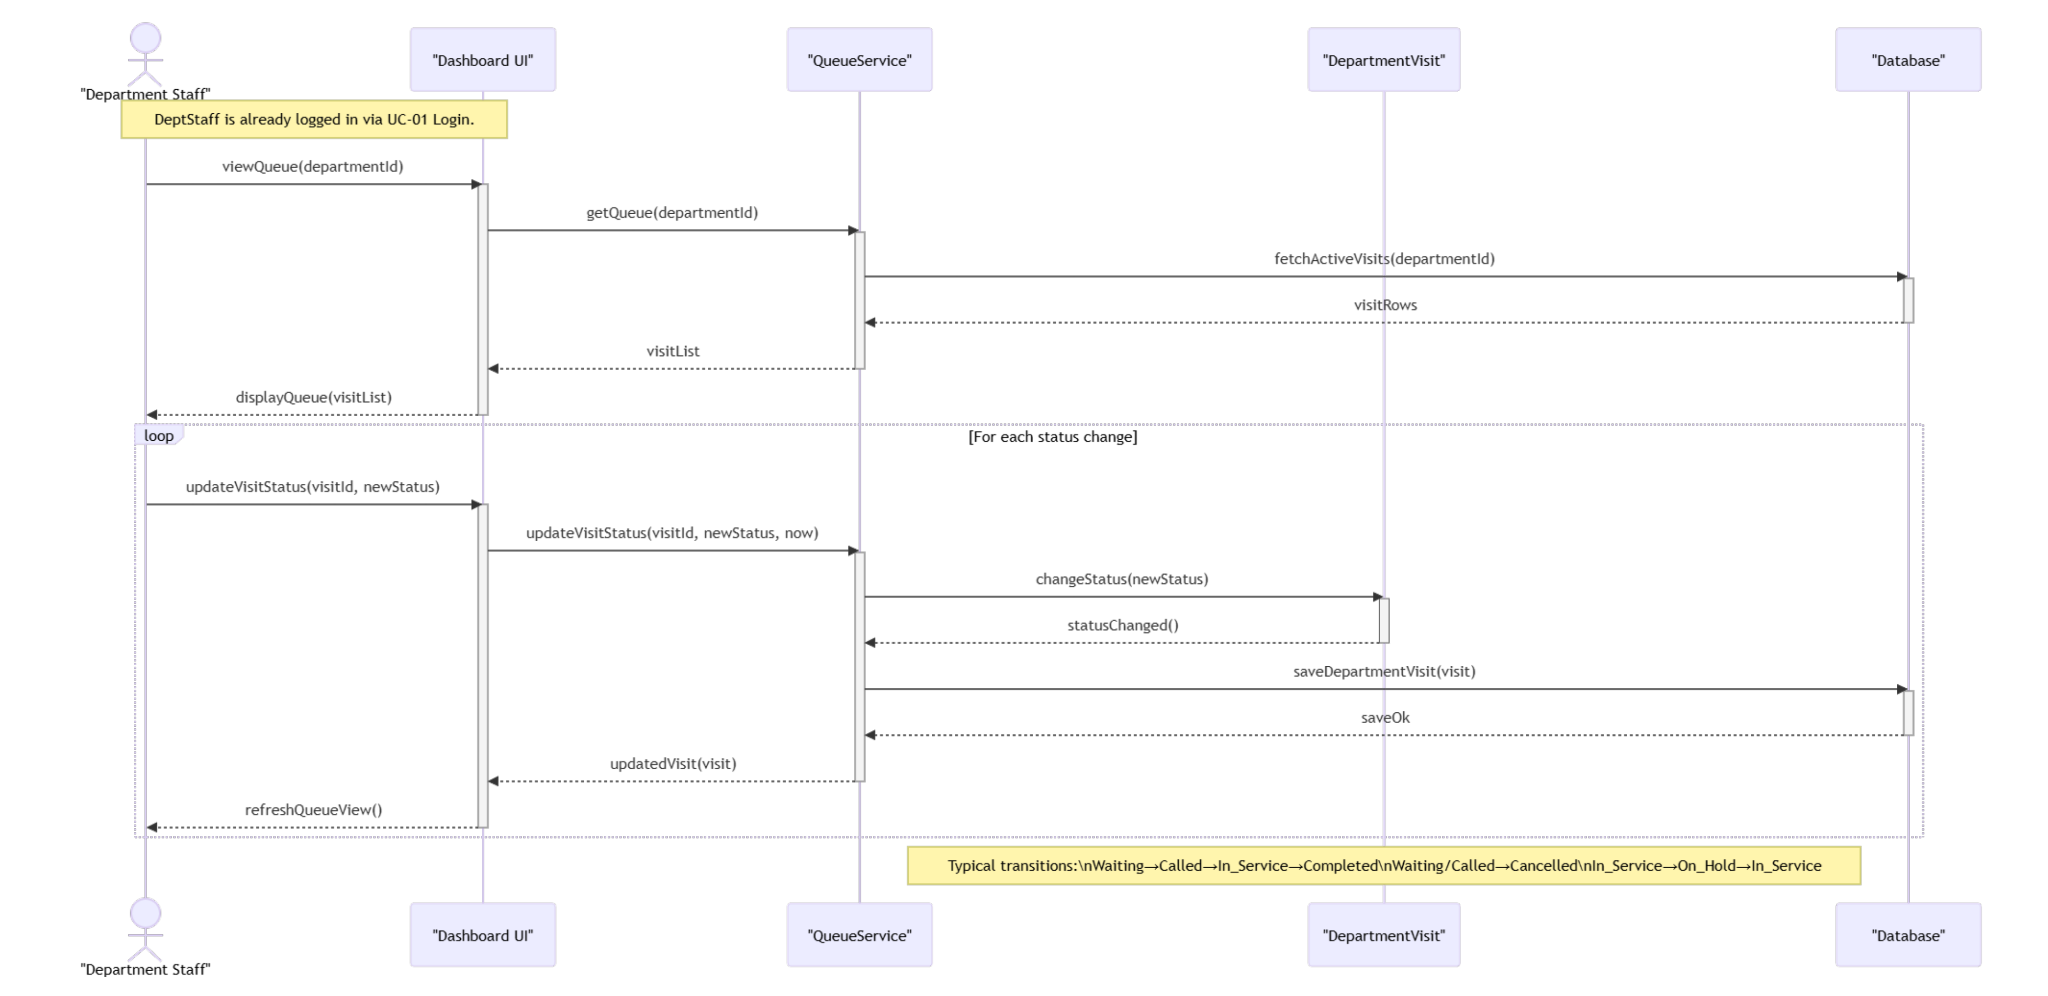 "Dashboard UI"
"QueueService"
"DepartmentVisit"
"Database"
"Department Staff"
DeptStaff is already logged in via UC-01 Login.
viewQueue(departmentId)
getQueue(departmentId)
fetchActiveVisits(departmentId)
visitRows
visitList
displayQueue(visitList)
loop
[For each status change]
updateVisitStatus(visitId, newStatus)
updateVisitStatus(visitId, newStatus, now)
changeStatus(newStatus)
statusChanged()
saveDepartmentVisit(visit)
saveOk
updatedVisit(visit)
refreshQueueView()
Typical transitions:\nWaiting→Called→In_Service→Completed\nWaiting/Called→Cancelled\nIn_Service→On_Hold→In_Service
"Dashboard UI"
"QueueService"
"DepartmentVisit"
"Database"
"Department Staff"